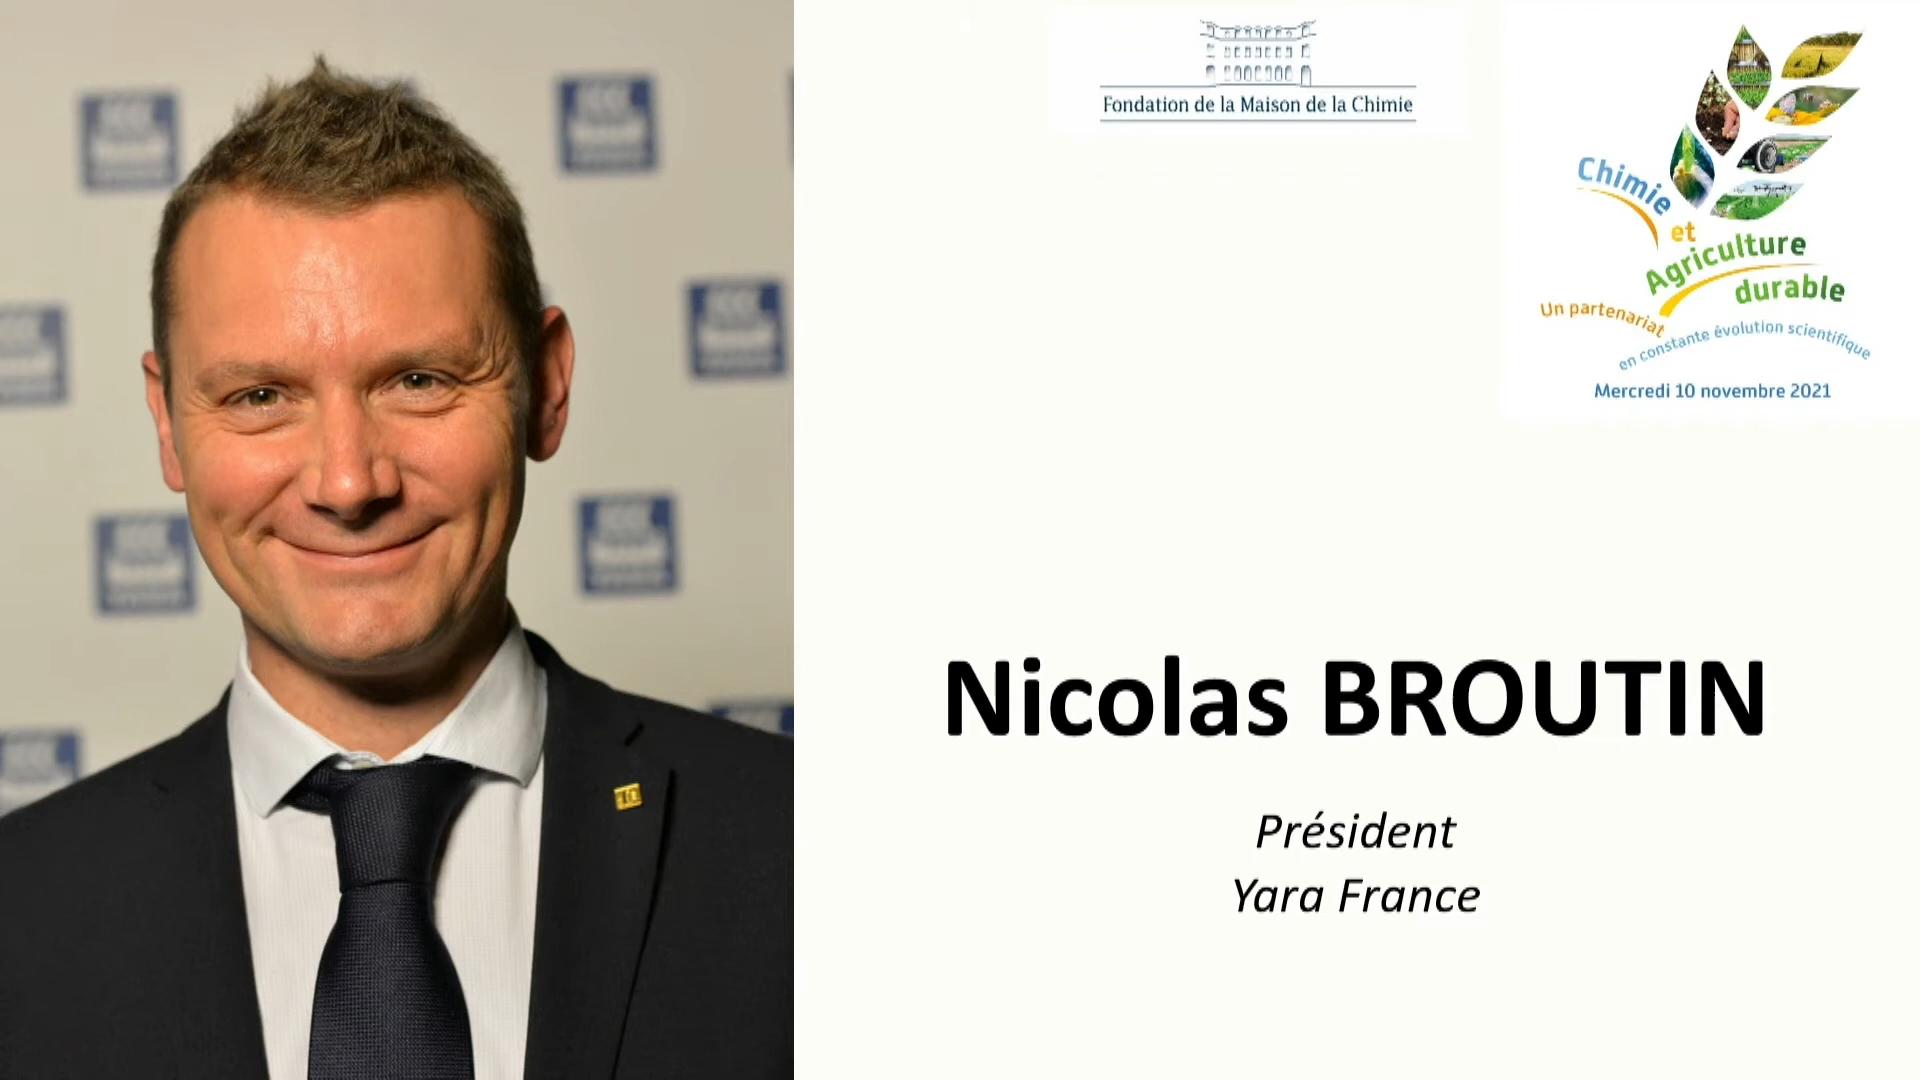 Fondation de la Maison de la Chimie
Chimie
et
Agriculture
durable
Un partenariat
en constante évolution scientifique
Mercredi 10 novembre 2021
Nicolas BROUTIN
Président
Yara France